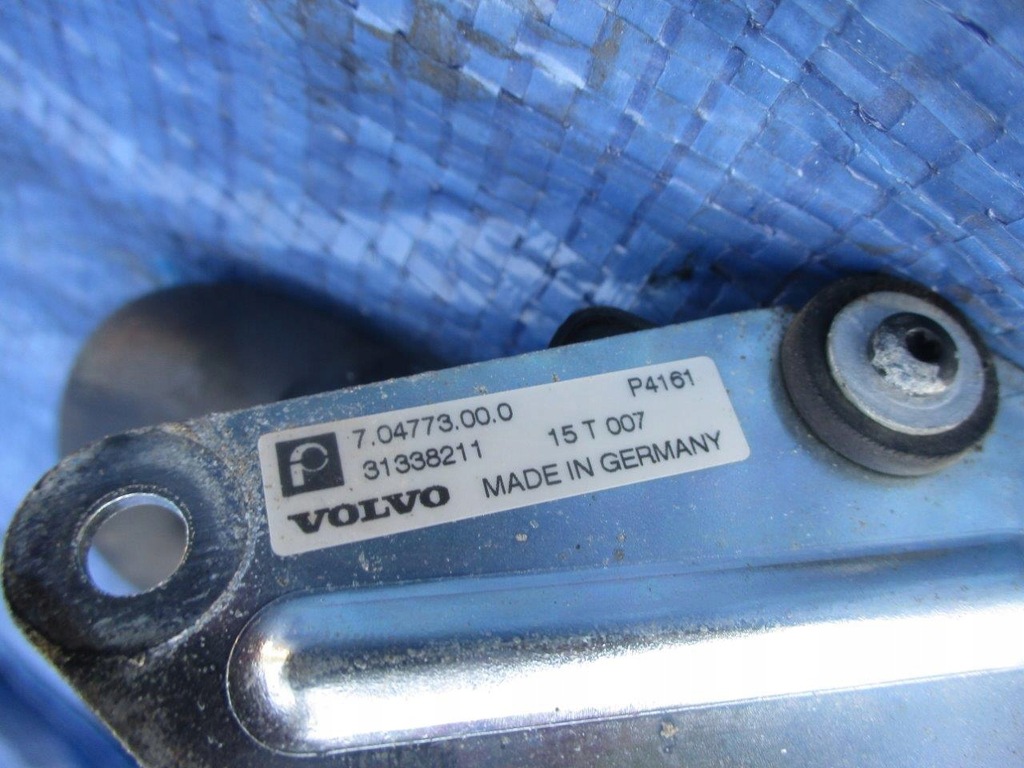 7.04773.00.0 P4161
31338211 15 T 007
VOLVO MADE IN GERMANY